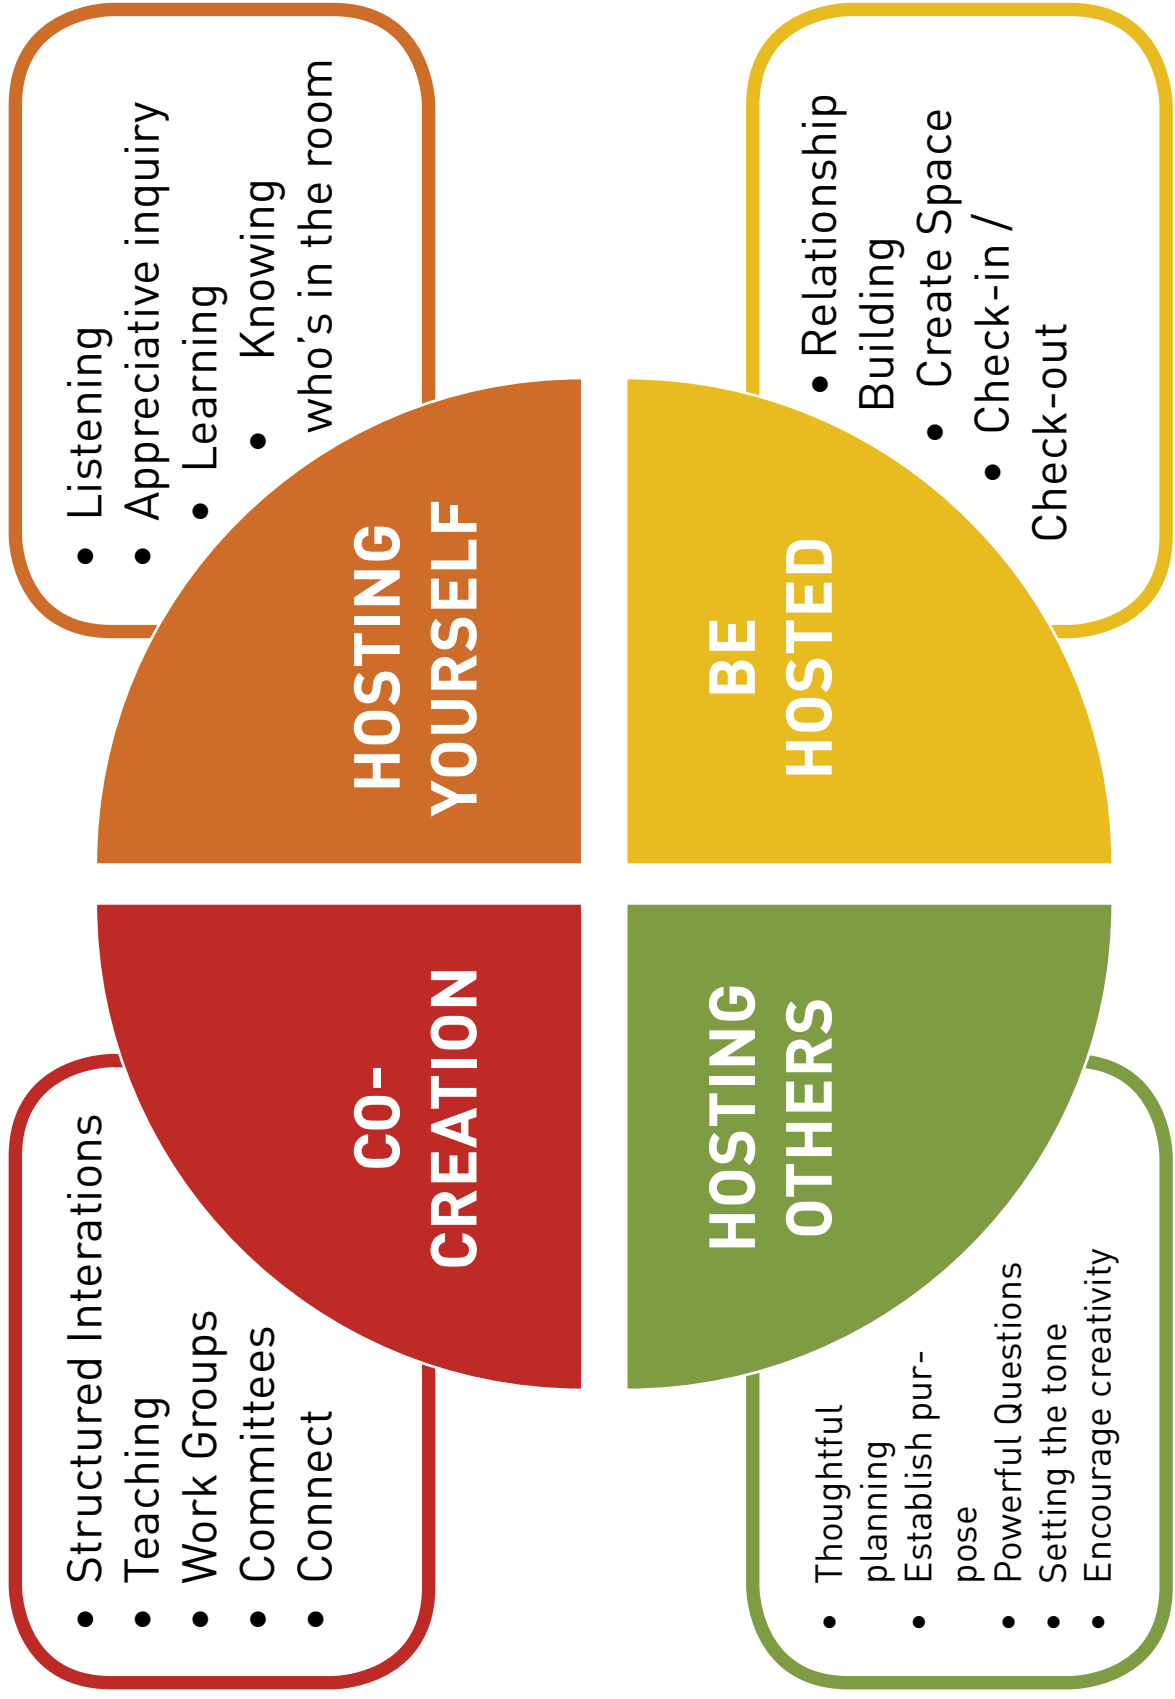 • Structured Interations
• Teaching
• Work Groups
• Committees
• Connect
CO-
CREATION
• Listening
• Appreciative inquiry
• Learning
• Knowing
who's in the room
HOSTING
YOURSELF
• Thoughtful
planning
• Establish pur-
pose
• Powerful Questions
• Setting the tone
• Encourage creativity
HOSTING
OTHERS
• Relationship
Building
• Create Space
• Check-in /
Check-out
BE
HOSTED